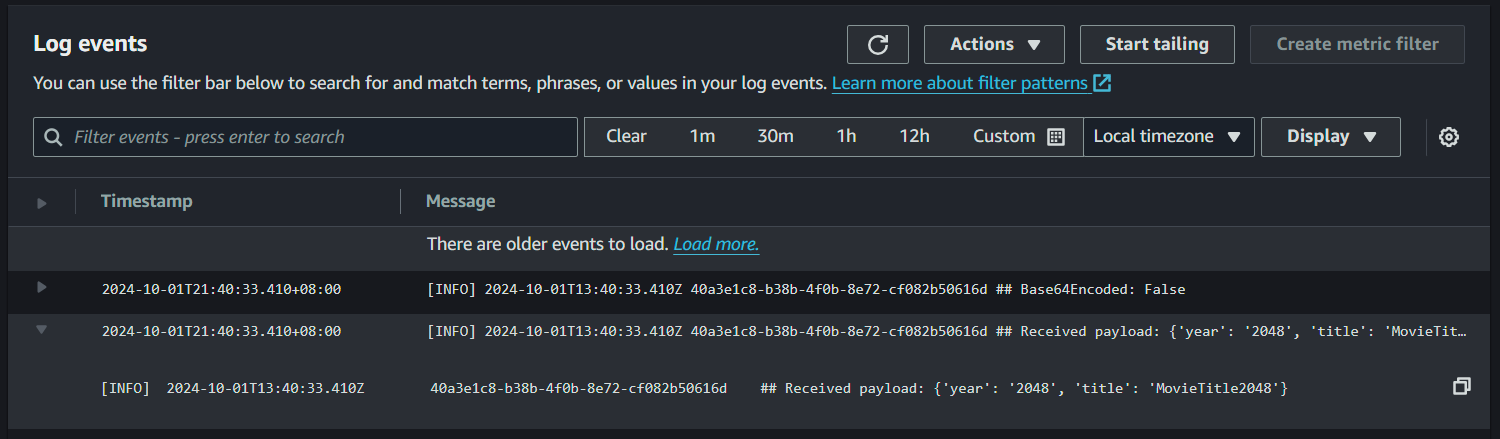 Log events
Actions
Start tailing
Create metric filter
You can use the filter bar below to search for and match terms, phrases, or values in your log events. Learn more about filter patterns
Filter events - press enter to search
Clear
1m
30m
1h
12h
Custom
Local timezone
Display
Timestamp
Message
There are older events to load. Load more.
2024-10-01T21:40:33.410+08:00
[INFO] 2024-10-01T13:40:33.410Z 40a3e1c8-b38b-4f0b-8e72-cf082b50616d ## Base64Encoded: False
2024-10-01T21:40:33.410+08:00
[INFO] 2024-10-01T13:40:33.410Z 40a3e1c8-b38b-4f0b-8e72-cf082b50616d ## Received payload: {'year': '2048', 'title': 'MovieTit…
[INFO] 2024-10-01T13:40:33.410Z 40a3e1c8-b38b-4f0b-8e72-cf082b50616d ## Received payload: {'year': '2048', 'title': 'MovieTitle2048'}